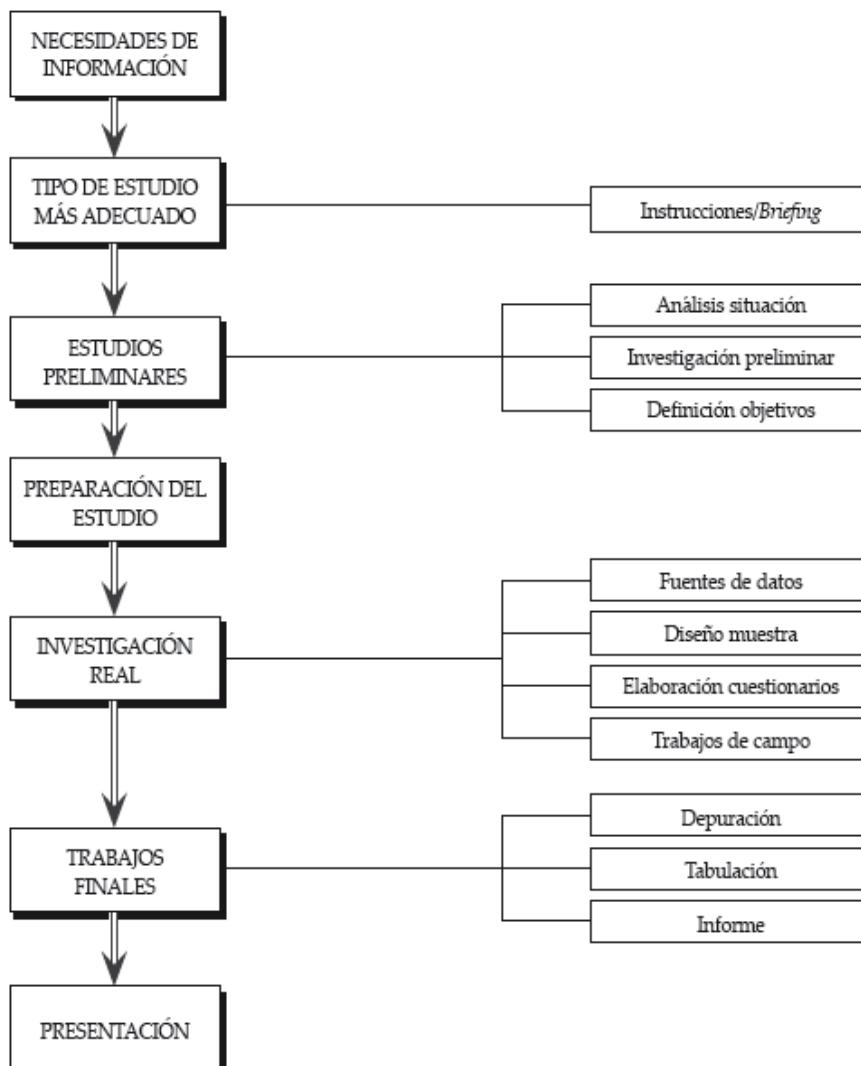 NECESIDADES DE
INFORMACIÓN
TIPO DE ESTUDIO
MÁS ADECUADO
Instrucciones/Briefing
ESTUDIOS
PRELIMINARES
Análisis situación
Investigación preliminar
Definición objetivos
PREPARACIÓN DEL
ESTUDIO
INVESTIGACIÓN
REAL
Fuentes de datos
Diseño muestra
Elaboración cuestionarios
Trabajos de campo
TRABAJOS
FINALES
Depuración
Tabulación
Informe
PRESENTACIÓN